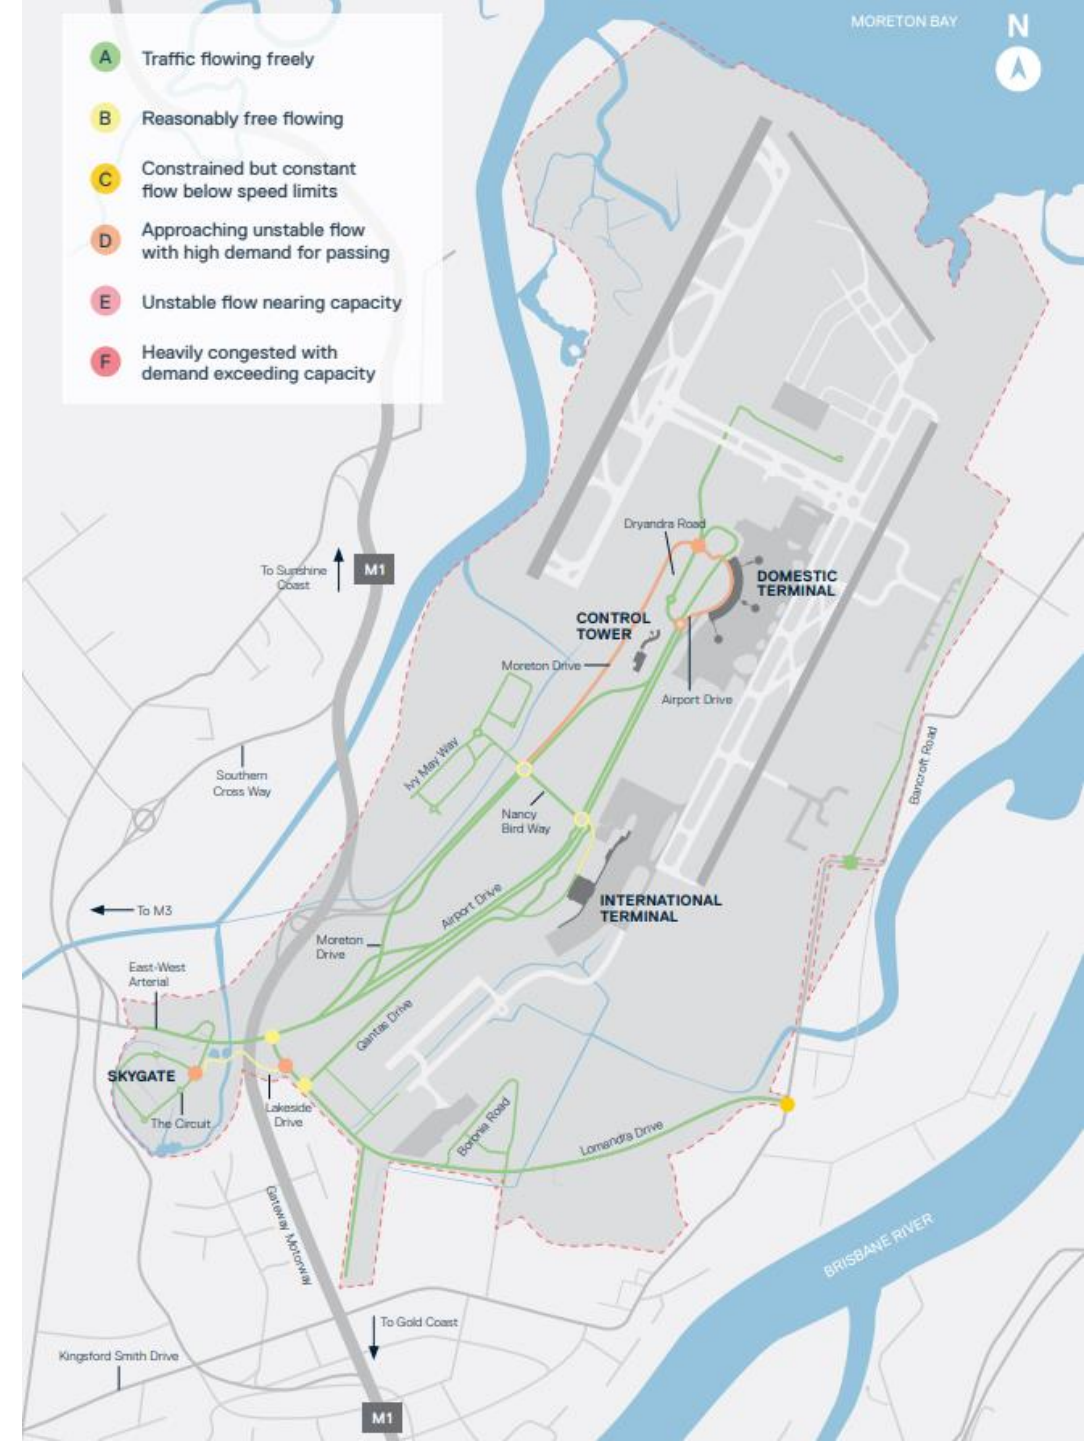 MORETON BAY
N
A Traffic flowing freely
B Reasonably free flowing
C Constrained but constant
flow below speed limits
D Approaching unstable flow
with high demand for passing
E Unstable flow nearing capacity
F Heavily congested with
demand exceeding capacity
Dryandra Road
To Sunshine
Coast
M1
DOMESTIC
TERMINAL
CONTROL
TOWER
Moreton Drive
Airport Drive
Ivy May Way
Bancroft Road
Southern
Cross Way
Nancy
Bird Way
INTERNATIONAL
TERMINAL
To M3
Airport Drive
Moreton
Drive
East-West
Arterial
Qantas Drive
SKYGATE
The Circuit
Lakeside
Drive
Boronia Road
Lomandra Drive
Gateway Motorway
BRISBANE RIVER
To Gold Coast
Kingsford Smith Drive
M1